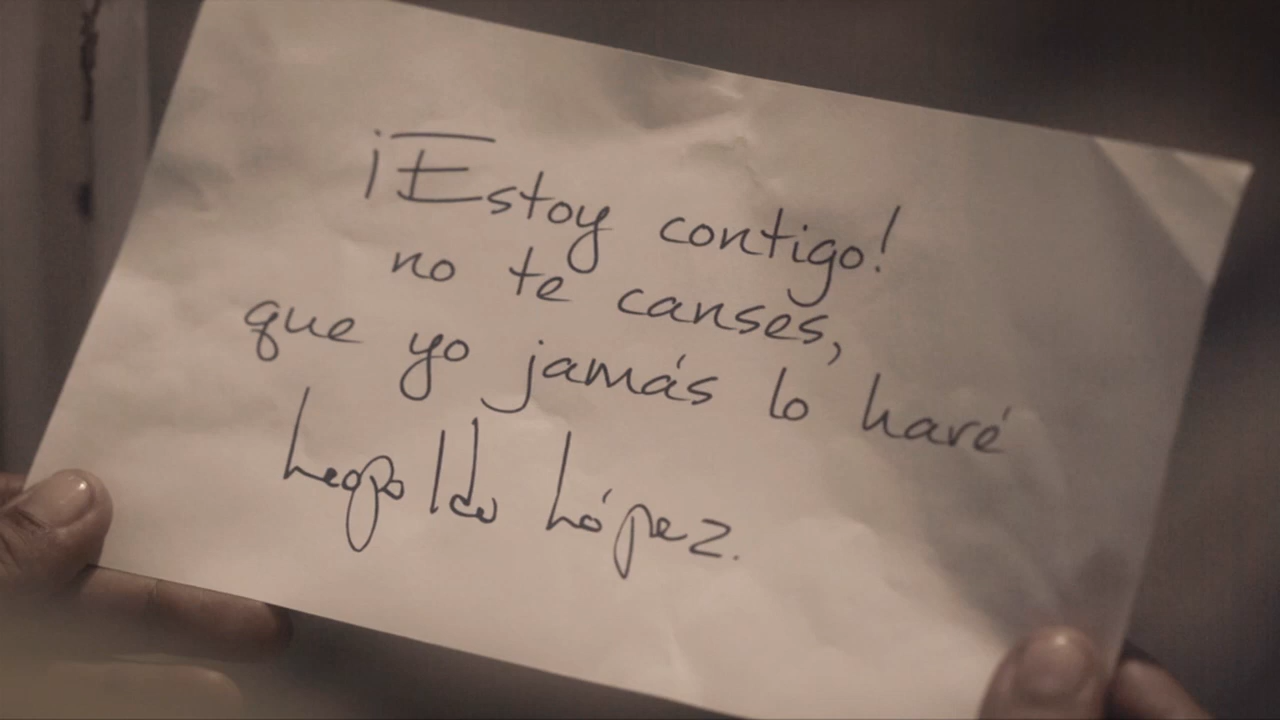 ¡Estoy contigo!
no te canses,
que yo jamás lo haré
Leopoldo López.